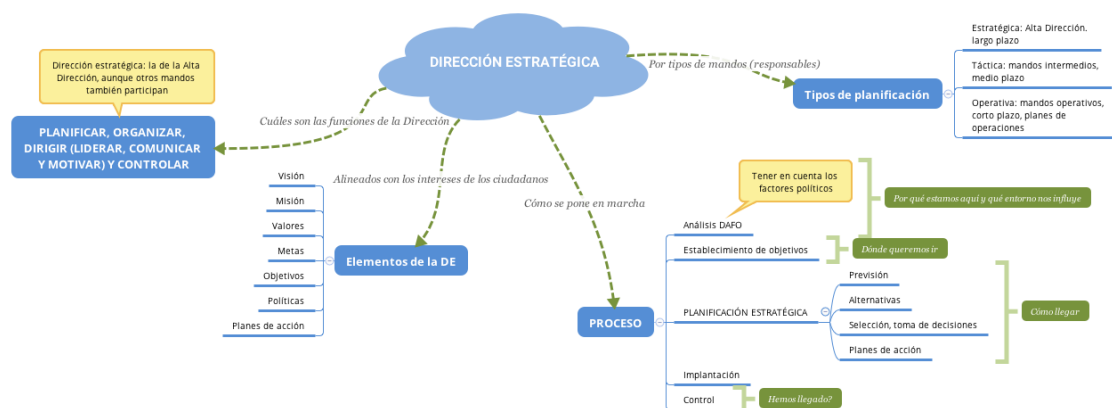 DIRECCIÓN ESTRATÉGICA
Dirección estratégica: la de la Alta
Dirección, aunque otros mandos
también participan
PLANIFICAR, ORGANIZAR,
DIRIGIR (LIDERAR, COMUNICAR
Y MOTIVAR) Y CONTROLAR
Cuáles son las funciones de la Dirección
Por tipos de mandos (responsables)
Tipos de planificación
Estratégica: Alta Dirección.
largo plazo
Táctica: mandos intermedios,
medio plazo
Operativa: mandos operativos,
corto plazo, planes de
operaciones
Alineados con los intereses de los ciudadanos
Visión
Misión
Valores
Metas
Objetivos
Políticas
Planes de acción
Elementos de la DE
Cómo se pone en marcha
PROCESO
Tener en cuenta los
factores políticos
Análisis DAFO
Por qué estamos aquí y qué entorno nos influye
Establecimiento de objetivos
Dónde queremos ir
PLANIFICACIÓN ESTRATÉGICA
Previsión
Alternativas
Selección, toma de decisiones
Planes de acción
Cómo llegar
Implantación
Control
Hemos llegado?